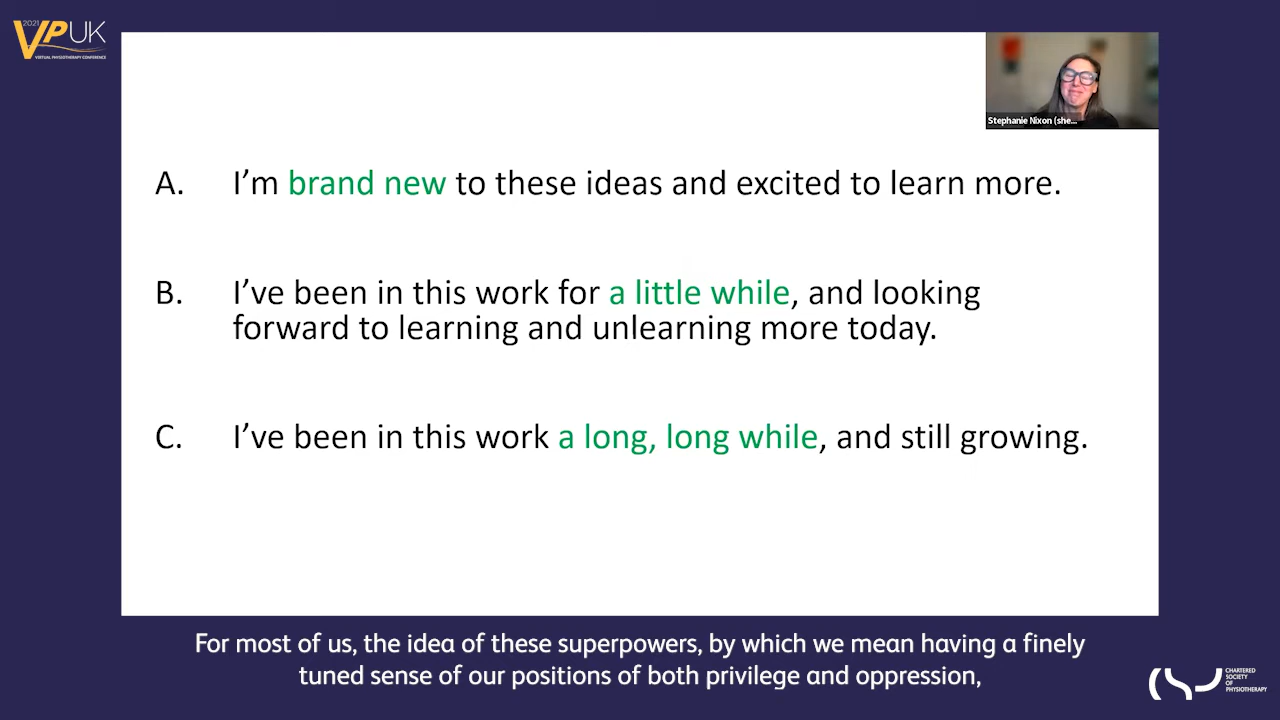 2021
VPUK
VIRTUAL PHYSIOTHERAPY CONFERENCE
Stephanie Nixon (she...
A. I'm brand new to these ideas and excited to learn more.
B. I've been in this work for a little while, and looking
forward to learning and unlearning more today.
C. I've been in this work a long, long while, and still growing.
For most of us, the idea of these superpowers, by which we mean having a finely
tuned sense of our positions of both privilege and oppression,
CHARTERED
SOCIETY
OF
PHYSIOTHERAPY